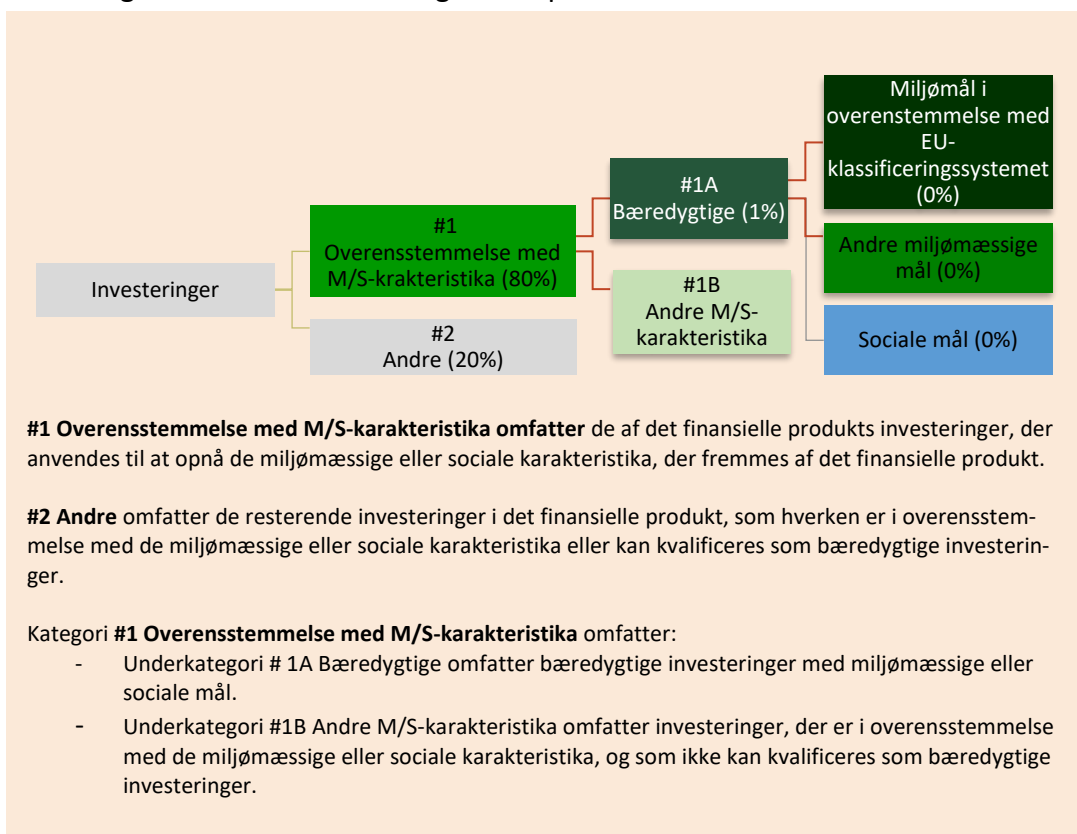 Investeringer
#1
Overensstemmelse med
M/S-krakteristika (80%)
#2
Andre (20%)
#1A
Bæredygtige (1%)
#1B
Andre M/S-
karakteristika
Miljømål i
overenstemmelse med
EU-
klassificeringssystemet
(0%)
Andre miljømæssige
mål (0%)
Sociale mål (0%)
#1 Overensstemmelse med M/S-karakteristika omfatter de af det finansielle produkts investeringer, der
anvendes til at opnå de miljømæssige eller sociale karakteristika, der fremmes af det finansielle produkt.
#2 Andre omfatter de resterende investeringer i det finansielle produkt, som hverken er i overensstem-
melse med de miljømæssige eller sociale karakteristika eller kan kvalificeres som bæredygtige investerin-
ger.
Kategori #1 Overensstemmelse med M/S-karakteristika omfatter:
- Underkategori # 1A Bæredygtige omfatter bæredygtige investeringer med miljømæssige eller
sociale mål.
- Underkategori #1B Andre M/S-karakteristika omfatter investeringer, der er i overensstemmelse
med de miljømæssige eller sociale karakteristika, og som ikke kan kvalificeres som bæredygtige
investeringer.